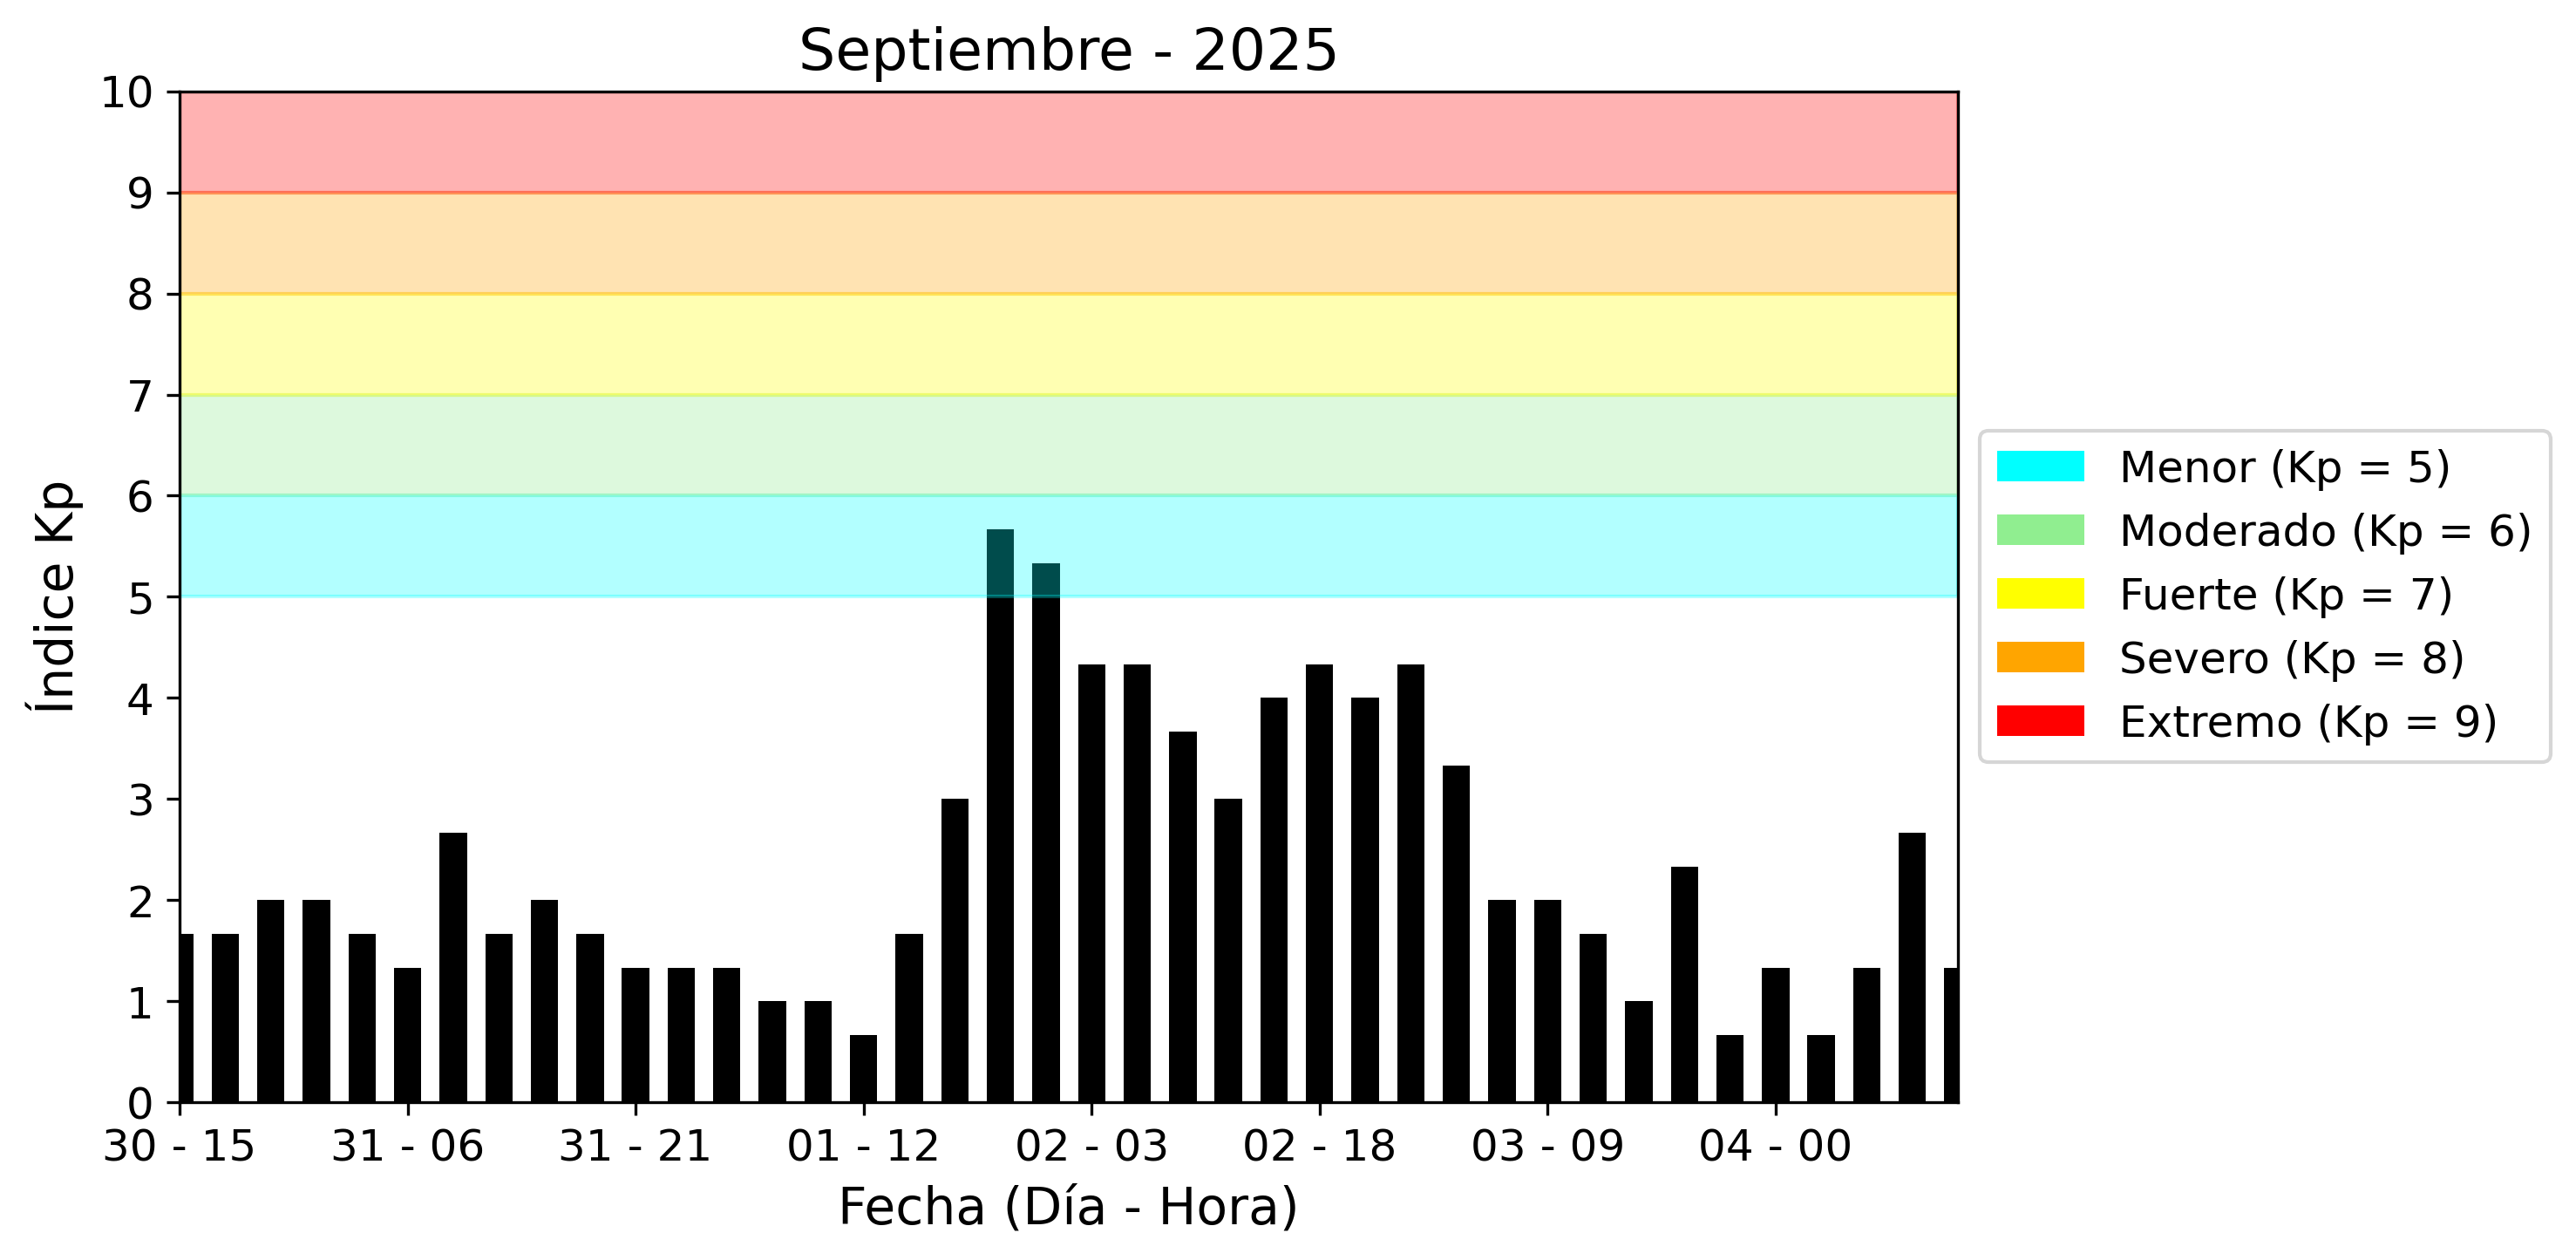 Septiembre - 2025
10
9
8
7
6
5
4
3
2
1
0
Índice Kp
30 - 15
31 - 06
31 - 21
01 - 12
02 - 03
02 - 18
03 - 09
04 - 00
Fecha (Día - Hora)
Menor (Kp = 5)
Moderado (Kp = 6)
Fuerte (Kp = 7)
Severo (Kp = 8)
Extremo (Kp = 9)